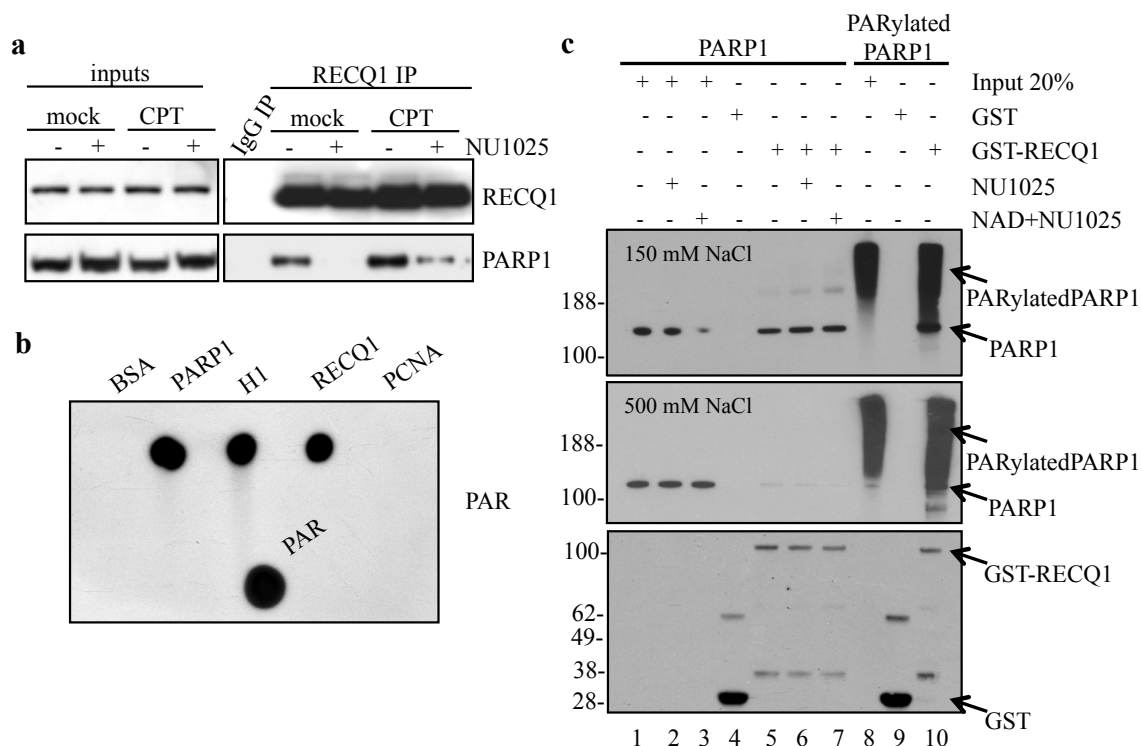 a
inputs
RECQ1 IP
IgG IP
mock
CPT
mock
CPT
- + - + - + - + NU1025
RECQ1
PARP1
b
BSA
PARP1
H1
RECQ1
PCNA
PAR
PAR
c
PARP1
PARylated
PARP1
+ + + - - - - + - - Input 20%
- - - + - - - - + - GST
- - - - + + + - - + GST-RECQ1
- + - - - + - - - - NU1025
- - + - - - + - - - NAD+NU1025
150 mM NaCl
188-
100-
PARylatedPARP1
PARP1
500 mM NaCl
188-
100-
PARylatedPARP1
PARP1
100-
62-
49-
38-
28-
GST-RECQ1
GST
1 2 3 4 5 6 7 8 9 10